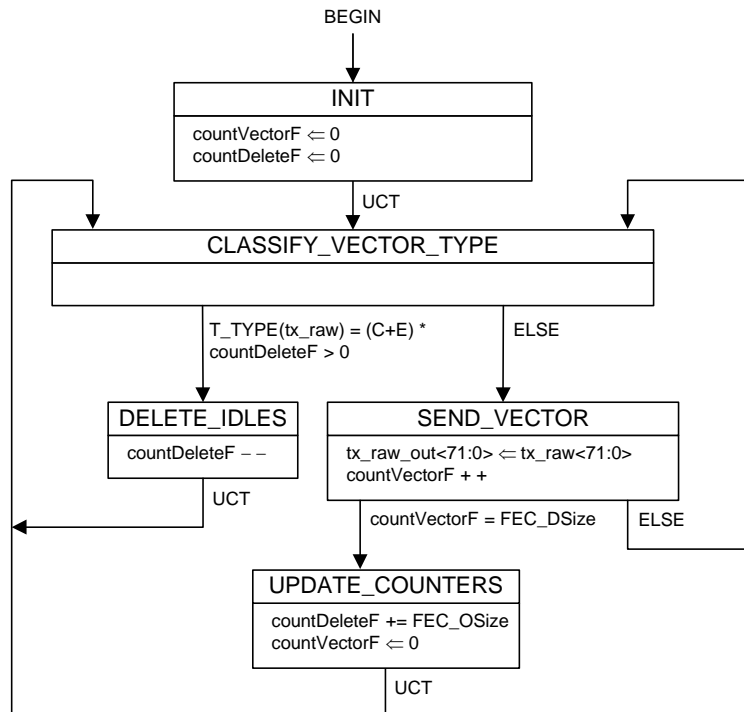 BEGIN
INIT
countVectorF ⇐ 0
countDeleteF ⇐ 0
UCT
CLASSIFY_VECTOR_TYPE
T_TYPE(tx_raw) = (C+E) *
countDeleteF > 0
ELSE
DELETE_IDLES
countDeleteF − −
UCT
SEND_VECTOR
tx_raw_out<71:0> ⇐ tx_raw<71:0>
countVectorF + +
countVectorF = FEC_DSize
ELSE
UPDATE_COUNTERS
countDeleteF += FEC_OSize
countVectorF ⇐ 0
UCT